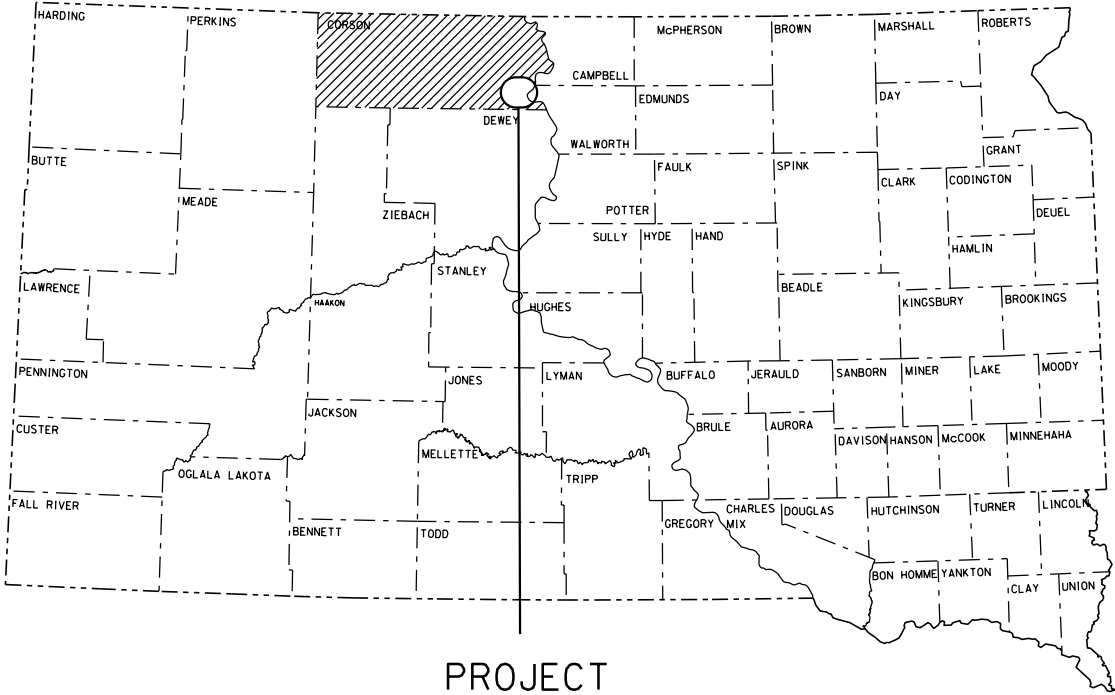 HARDING
PERKINS
CORSON
McPHERSON
BROWN
MARSHALL
ROBERTS
CAMPBELL
EDMUNDS
DAY
DEWEY
WALWORTH
GRANT
BUTTE
FAULK
SPINK
CLARK
CODINGTON
MEADE
ZIEBACH
POTTER
DEUEL
SULLY
HYDE
HAND
HAMLIN
STANLEY
LAWRENCE
BEADLE
HAAKON
HUGHES
KINGSBURY
BROOKINGS
PENNINGTON
JONES
LYMAN
BUFFALO
JERAULD
SANBORN
MINER
LAKE
MOODY
JACKSON
CUSTER
BRULE
AURORA
DAVISON
HANSON
McCOOK
MINNEHAHA
MELLETTE
OGLALA LAKOTA
TRIPP
FALL RIVER
GREGORY
CHARLES
MIX
DOUGLAS
HUTCHINSON
TURNER
LINCOLN
BENNETT
TODD
BON HOMME
YANKTON
CLAY
UNION
PROJECT